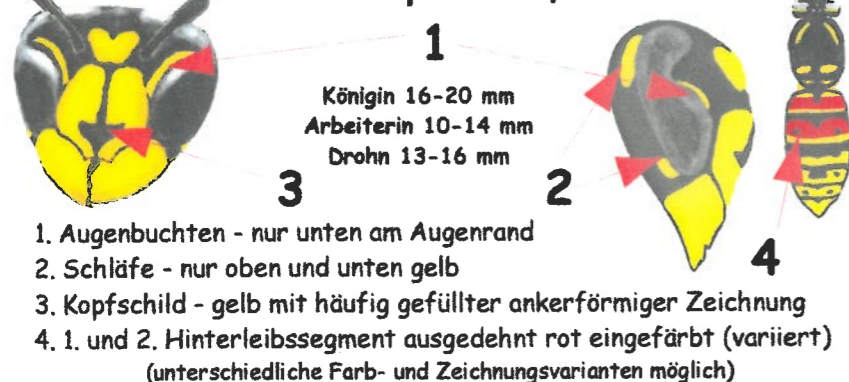 1
Königin 16-20 mm
Arbeiterin 10-14 mm
Drohn 13-16 mm
3
2
4
1. Augenbuchten - nur unten am Augenrand
2. Schläfe - nur oben und unten gelb
3. Kopfschild - gelb mit häufig gefüllter ankerförmiger Zeichnung
4. 1. und 2. Hinterleibssegment ausgedehnt rot eingefärbt (variiert)
(unterschiedliche Farb- und Zeichnungsvarianten möglich)